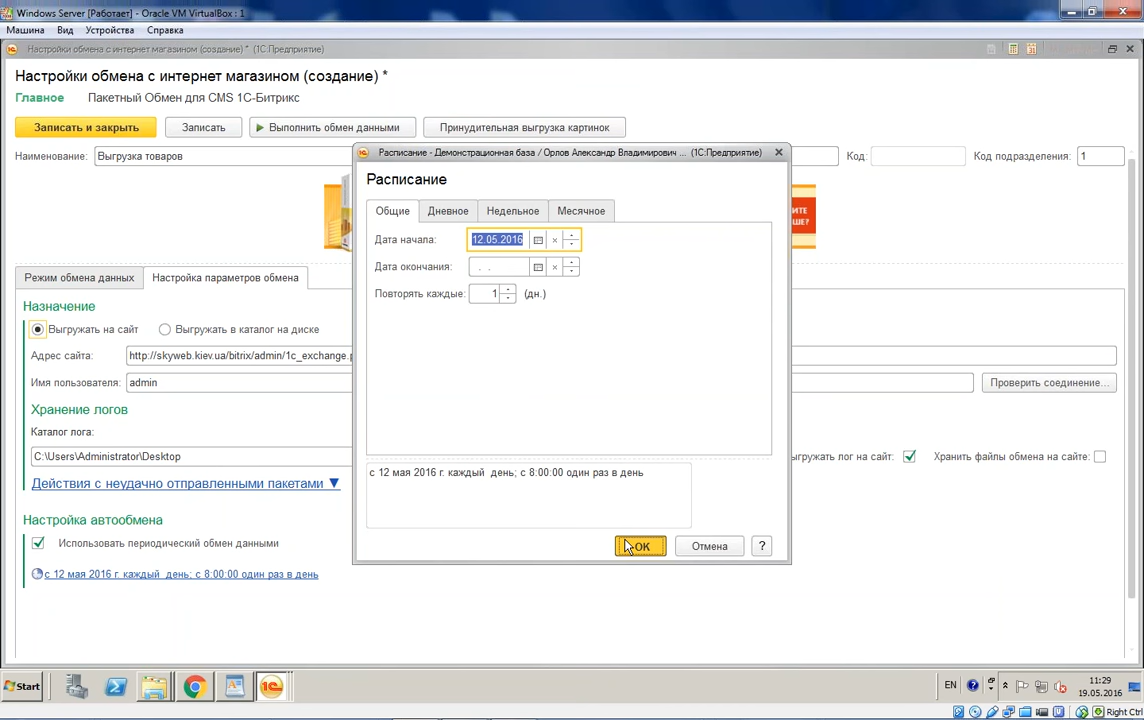 Windows Server [Работает] - Oracle VM VirtualBox : 1
Машина Вид Устройства Справка
Настройки обмена с интернет магазином (создание) * (1С:Предприятие)
Настройки обмена с интернет магазином (создание) *
Главное Пакетный Обмен для CMS 1С-Битрикс
Записать и закрыть Записать Выполнить обмен данными Принудительная выгрузка картинок
Наименование: Выгрузка товаров Код: Код подразделения: 1
Расписание - Демонстрационная база / Орлов Александр Владимирович ... (1С:Предприятие)
Расписание
Общие Дневное Недельное Месячное
Дата начала: 12.05.2016
Дата окончания: . .
Повторять каждые: 1 (дн.)
с 12 мая 2016 г. каждый день; с 8:00:00 один раз в день
OK Отмена ?
ИТЕ
ШЕ?
Режим обмена данных Настройка параметров обмена
Назначение
Выгружать на сайт Выгружать в каталог на диске
Адрес сайта: http://skyweb.kiev.ua/bitrix/admin/1c_exchange.p
Имя пользователя: admin Проверить соединение...
Хранение логов
Каталог лога:
C:\Users\Administrator\Desktop ыгружать лог на сайт: Хранить файлы обмена на сайте:
Действия с неудачно отправленными пакетами ▼
Настройка автообмена
Использовать периодический обмен данными
с 12 мая 2016 г. каждый день; с 8:00:00 один раз в день
Start EN 11:29
19.05.2016
Right Ctrl